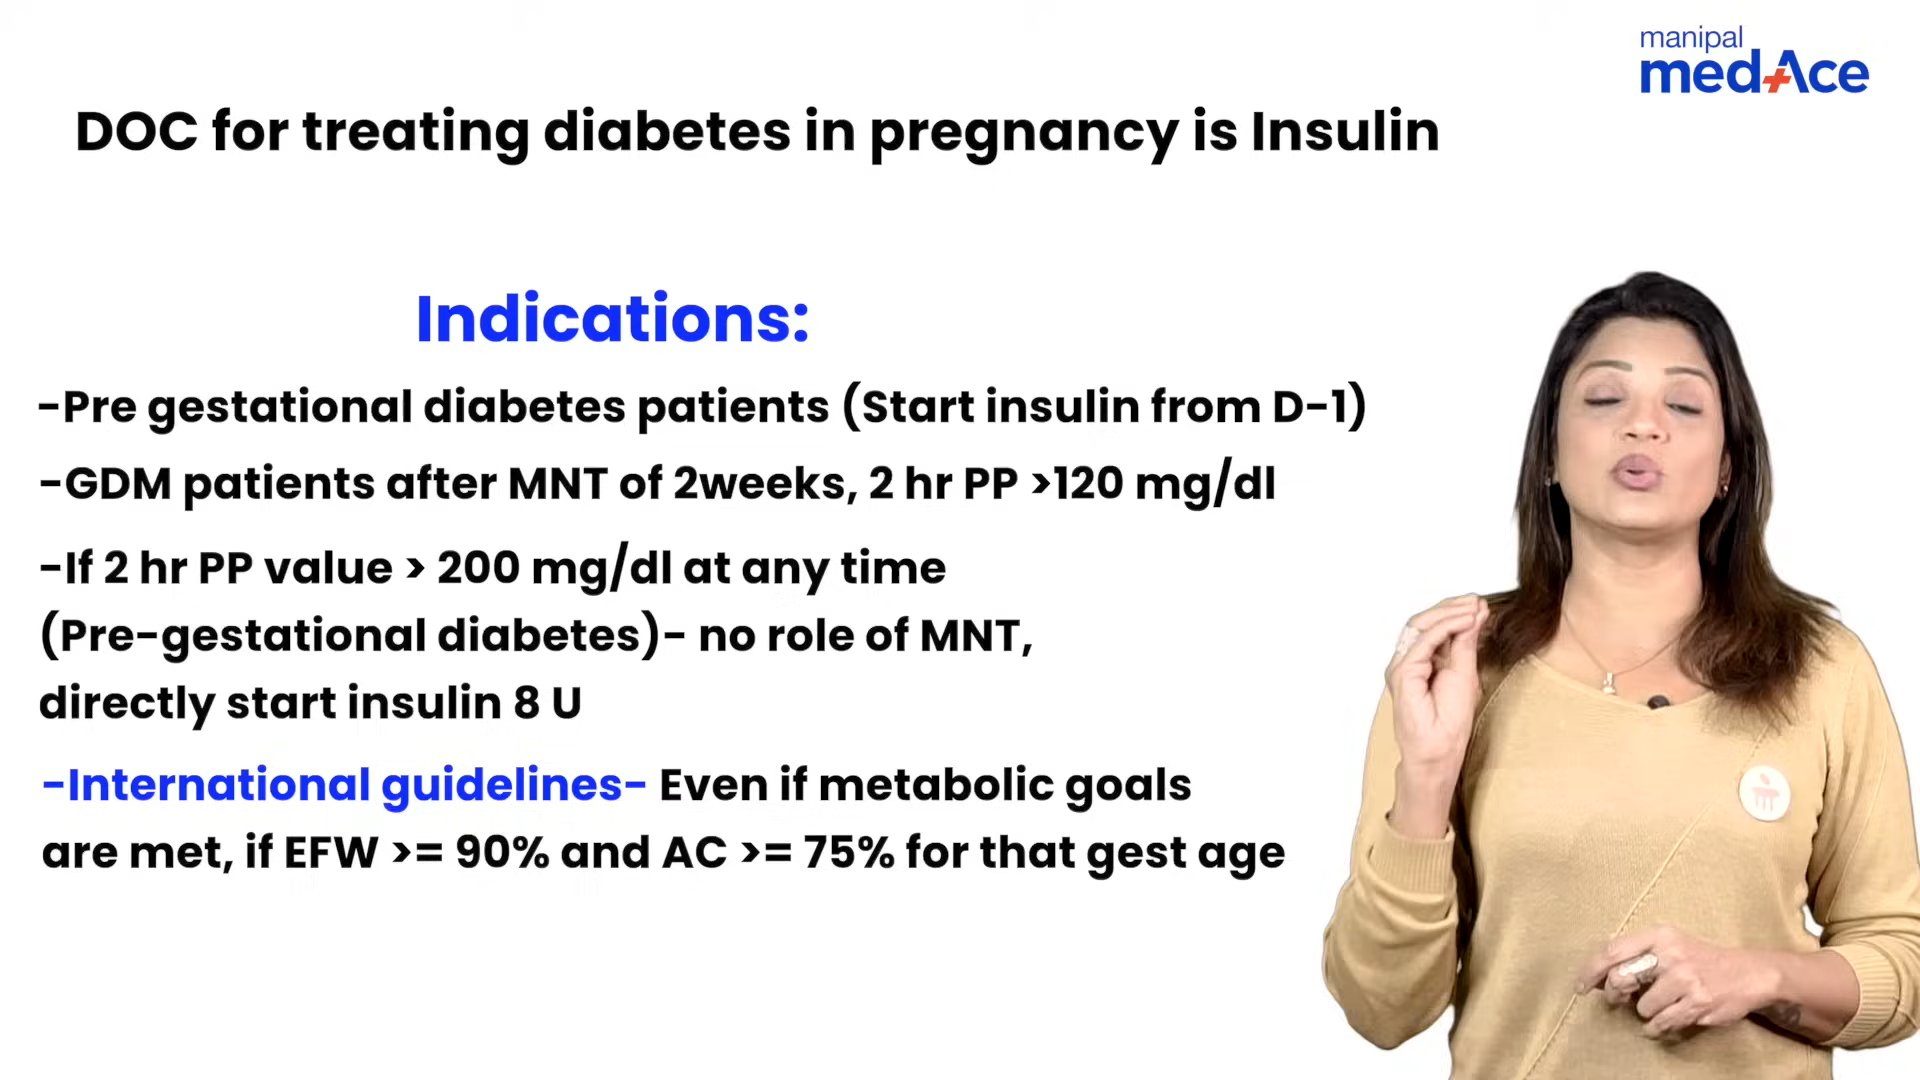 manipal
medAce
DOC for treating diabetes in pregnancy is Insulin
Indications:
-Pre gestational diabetes patients (Start insulin from D-1)
-GDM patients after MNT of 2weeks, 2 hr PP >120 mg/dl
-If 2 hr PP value > 200 mg/dl at any time
(Pre-gestational diabetes)- no role of MNT,
directly start insulin 8 U
-International guidelines- Even if metabolic goals
are met, if EFW >= 90% and AC >= 75% for that gest age